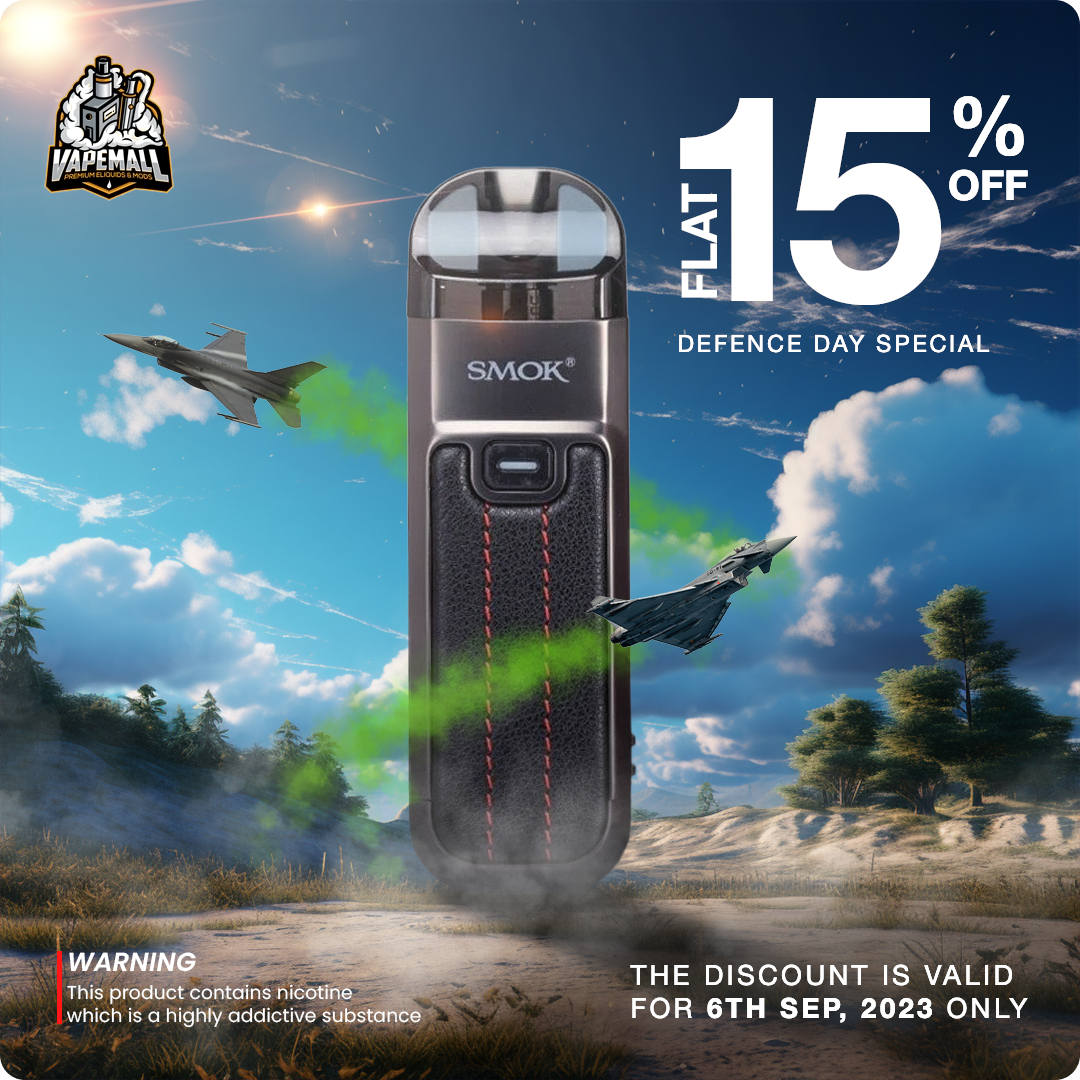 VAPEMALL
PREMIUM ELIQUIDS & MODS
FLAT 15% OFF
DEFENCE DAY SPECIAL
SMOK®
WARNING
This product contains nicotine
which is a highly addictive substance
THE DISCOUNT IS VALID
FOR 6TH SEP, 2023 ONLY